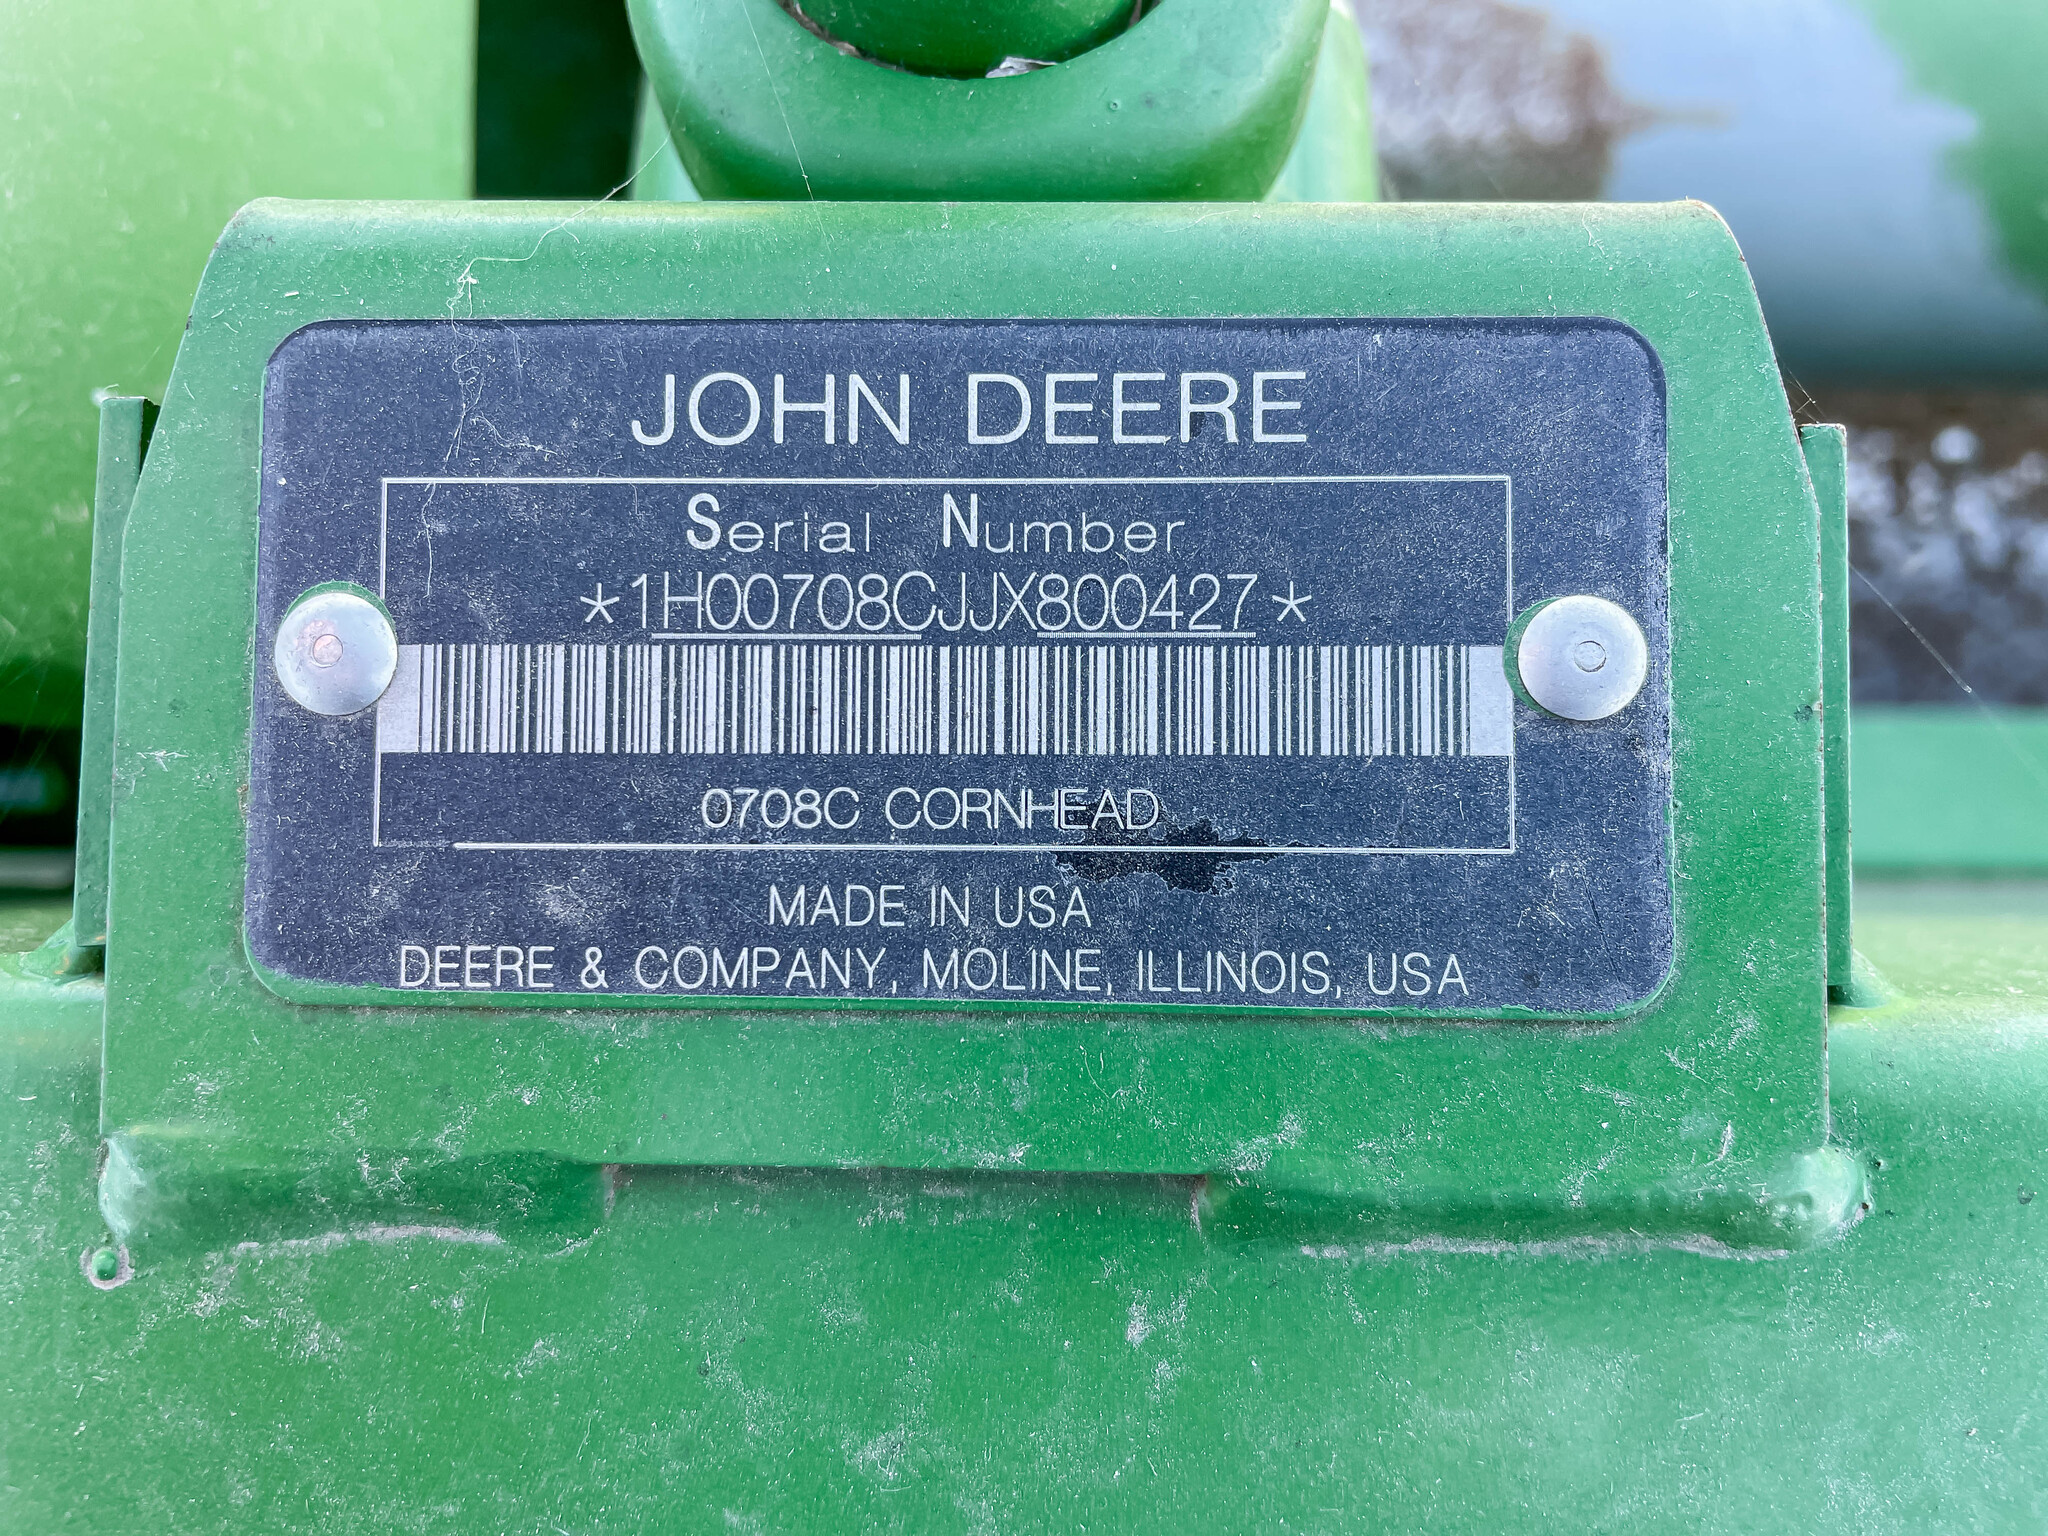 JOHN DEERE
Serial Number
*1H00708CJJX800427*
0708C CORNHEAD
MADE IN USA
DEERE & COMPANY, MOLINE, ILLINOIS, USA